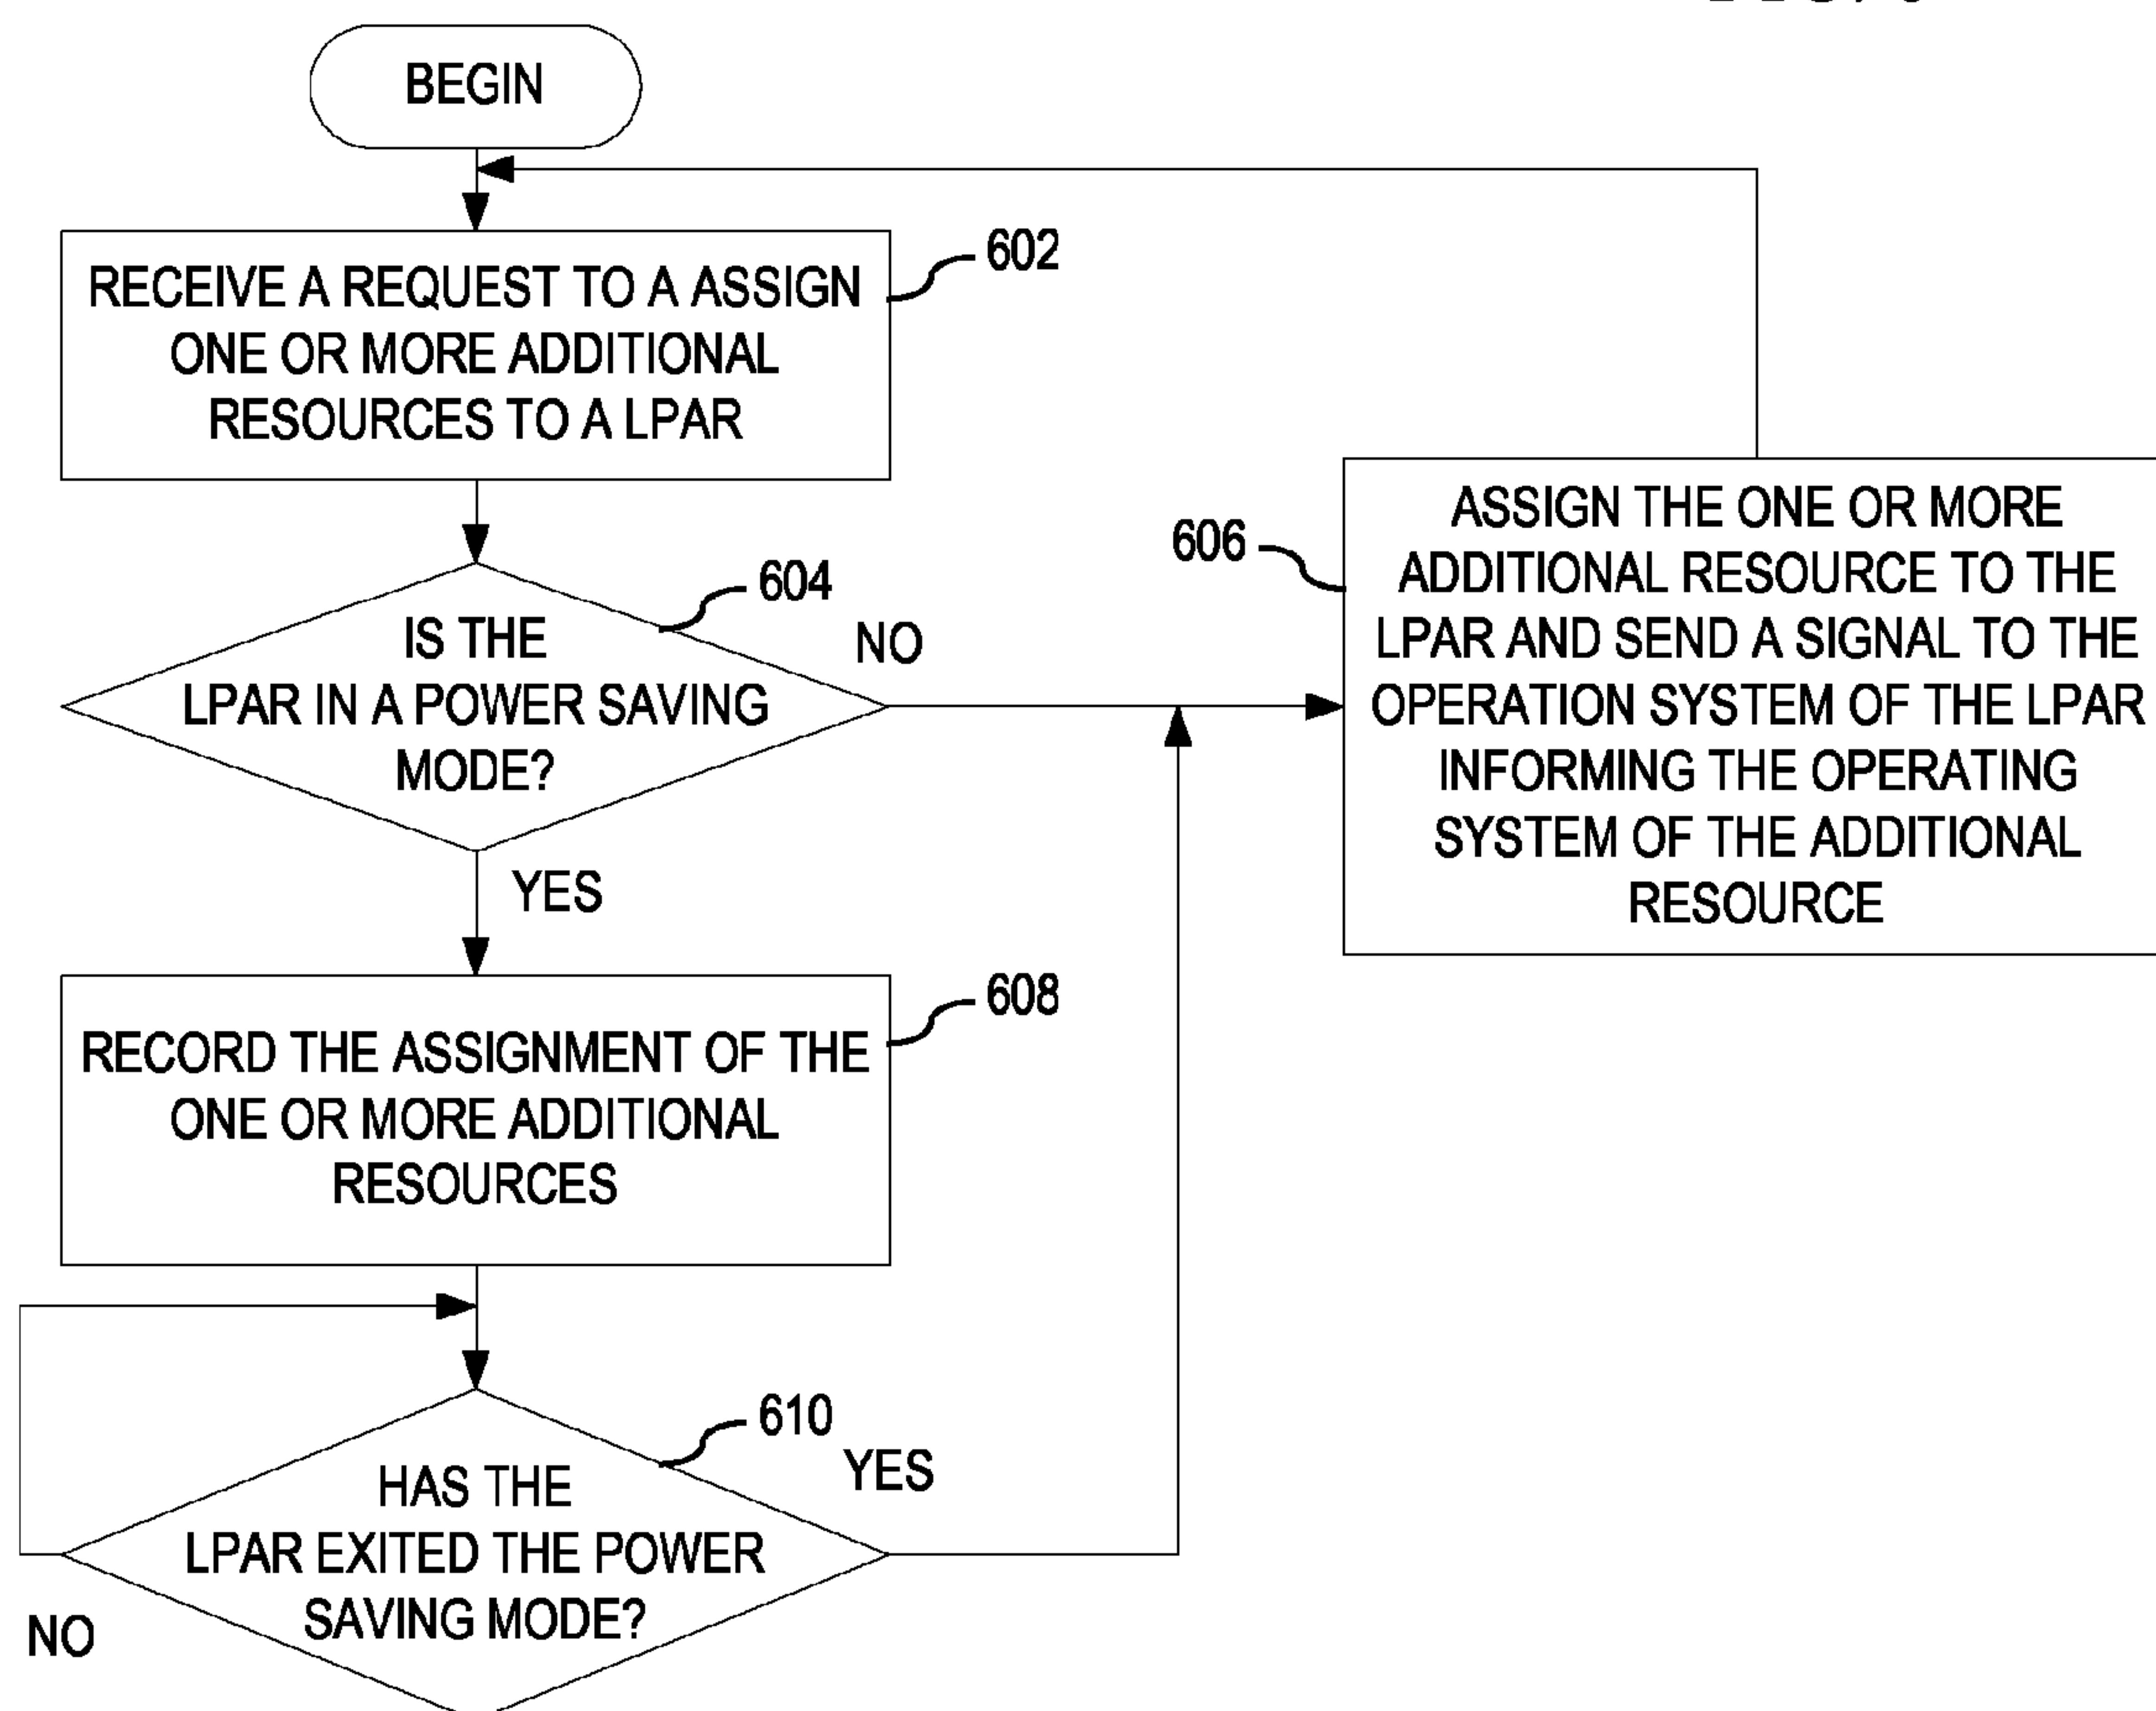 BEGIN
602
RECEIVE A REQUEST TO A ASSIGN
ONE OR MORE ADDITIONAL
RESOURCES TO A LPAR
604
IS THE
LPAR IN A POWER SAVING
MODE?
NO
YES
606
ASSIGN THE ONE OR MORE
ADDITIONAL RESOURCE TO THE
LPAR AND SEND A SIGNAL TO THE
OPERATION SYSTEM OF THE LPAR
INFORMING THE OPERATING
SYSTEM OF THE ADDITIONAL
RESOURCE
608
RECORD THE ASSIGNMENT OF THE
ONE OR MORE ADDITIONAL
RESOURCES
610
HAS THE
LPAR EXITED THE POWER
SAVING MODE?
YES
NO